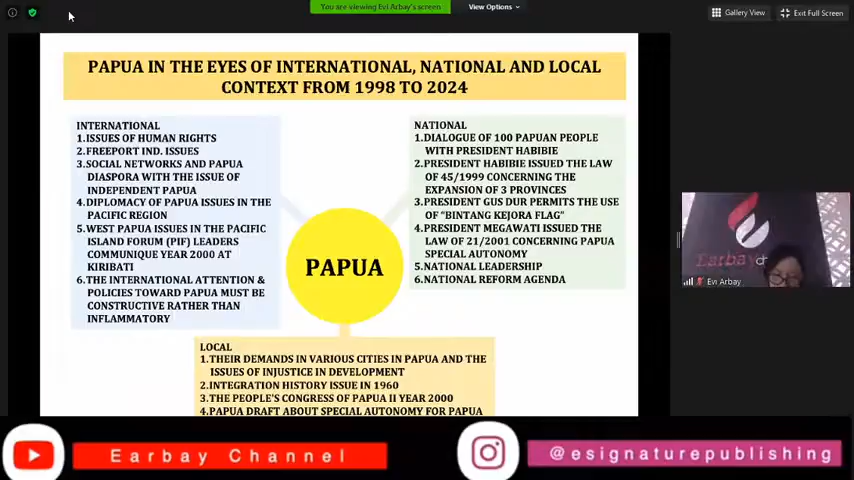 You are viewing Evi Arbay's screen
View Options
Gallery View
Exit Full Screen
PAPUA IN THE EYES OF INTERNATIONAL, NATIONAL AND LOCAL
CONTEXT FROM 1998 TO 2024
INTERNATIONAL
1.ISSUES OF HUMAN RIGHTS
2.FREEPORT IND. ISSUES
3.SOCIAL NETWORKS AND PAPUA
DIASPORA WITH THE ISSUE OF
INDEPENDENT PAPUA
4.DIPLOMACY OF PAPUA ISSUES IN THE
PACIFIC REGION
5.WEST PAPUA ISSUES IN THE PACIFIC
ISLAND FORUM (PIF) LEADERS
COMMUNIQUE YEAR 2000 AT
KIRIBATI
6.THE INTERNATIONAL ATTENTION &
POLICIES TOWARD PAPUA MUST BE
CONSTRUCTIVE RATHER THAN
INFLAMMATORY
PAPUA
NATIONAL
1.DIALOGUE OF 100 PAPUAN PEOPLE
WITH PRESIDENT HABIBIE
2.PRESIDENT HABIBIE ISSUED THE LAW
OF 45/1999 CONCERNING THE
EXPANSION OF 3 PROVINCES
3.PRESIDENT GUS DUR PERMITS THE USE
OF "BINTANG KEJORA FLAG"
4.PRESIDENT MEGAWATI ISSUED THE
LAW OF 21/2001 CONCERNING PAPUA
SPECIAL AUTONOMY
5.NATIONAL LEADERSHIP
6.NATIONAL REFORM AGENDA
LOCAL
1.THEIR DEMANDS IN VARIOUS CITIES IN PAPUA AND THE
ISSUES OF INJUSTICE IN DEVELOPMENT
2.INTEGRATION HISTORY ISSUE IN 1960
3.THE PEOPLE'S CONGRESS OF PAPUA II YEAR 2000
4.PAPUA DRAFT ABOUT SPECIAL AUTONOMY FOR PAPUA
Evi Arbay
Earbay Channel
@esignaturepublishing